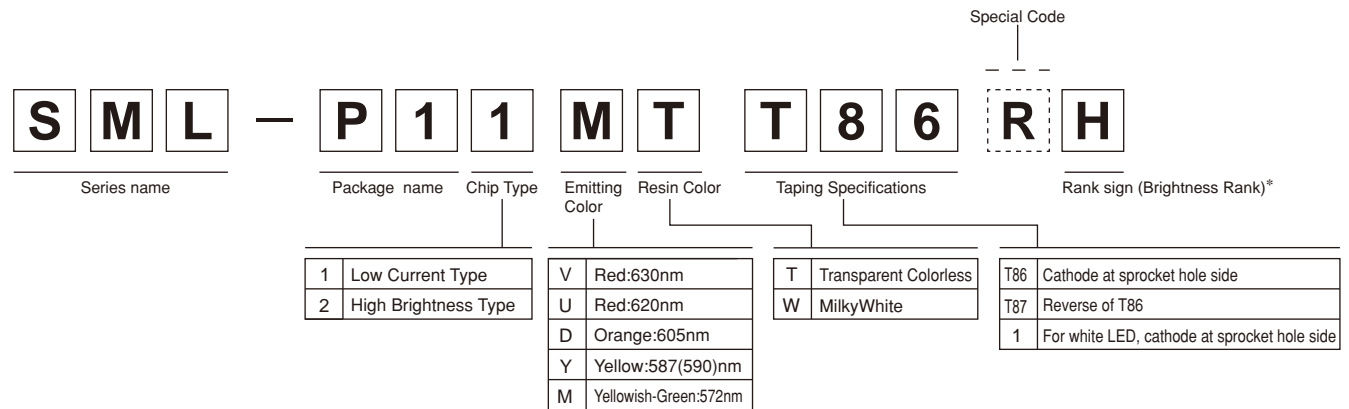 Special Code
S M L — P 1 1 M T T 8 6 R H
Series name Package name Chip Type Emitting Color Resin Color Taping Specifications Rank sign (Brightness Rank)*
1 Low Current Type
2 High Brightness Type
V Red:630nm
U Red:620nm
D Orange:605nm
Y Yellow:587(590)nm
M Yellowish-Green:572nm
T Transparent Colorless
W MilkyWhite
T86 Cathode at sprocket hole side
T87 Reverse of T86
1 For white LED, cathode at sprocket hole side